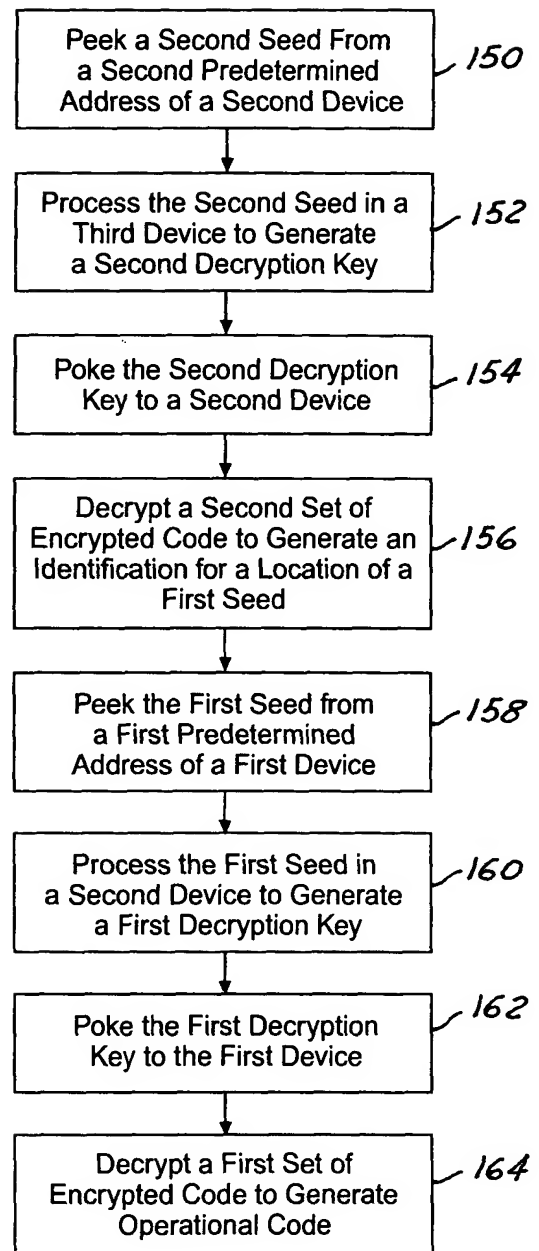 Peek a Second Seed From
a Second Predetermined
Address of a Second Device
150
Process the Second Seed in a
Third Device to Generate
a Second Decryption Key
152
Poke the Second Decryption
Key to a Second Device
154
Decrypt a Second Set of
Encrypted Code to Generate an
Identification for a Location of a
First Seed
156
Peek the First Seed from
a First Predetermined
Address of a First Device
158
Process the First Seed in
a Second Device to Generate
a First Decryption Key
160
Poke the First Decryption
Key to the First Device
162
Decrypt a First Set of
Encrypted Code to Generate
Operational Code
164